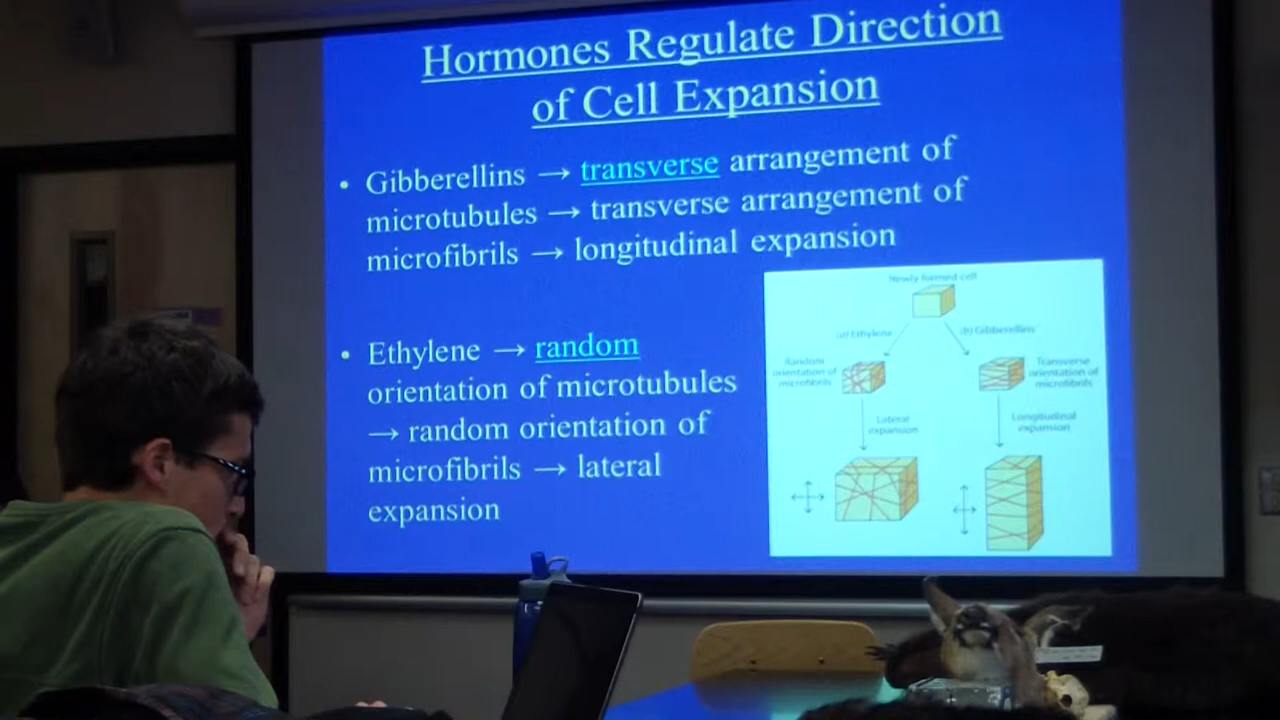 Hormones Regulate Direction
of Cell Expansion
• Gibberellins → transverse arrangement of
microtubules → transverse arrangement of
microfibrils → longitudinal expansion
• Ethylene → random
orientation of microtubules
→ random orientation of
microfibrils → lateral
expansion
Newly formed cell
(a) Ethylene
(b) Gibberellins
Random
orientation of
microfibrils
Transverse
orientation of
microfibrils
Lateral
expansion
Longitudinal
expansion